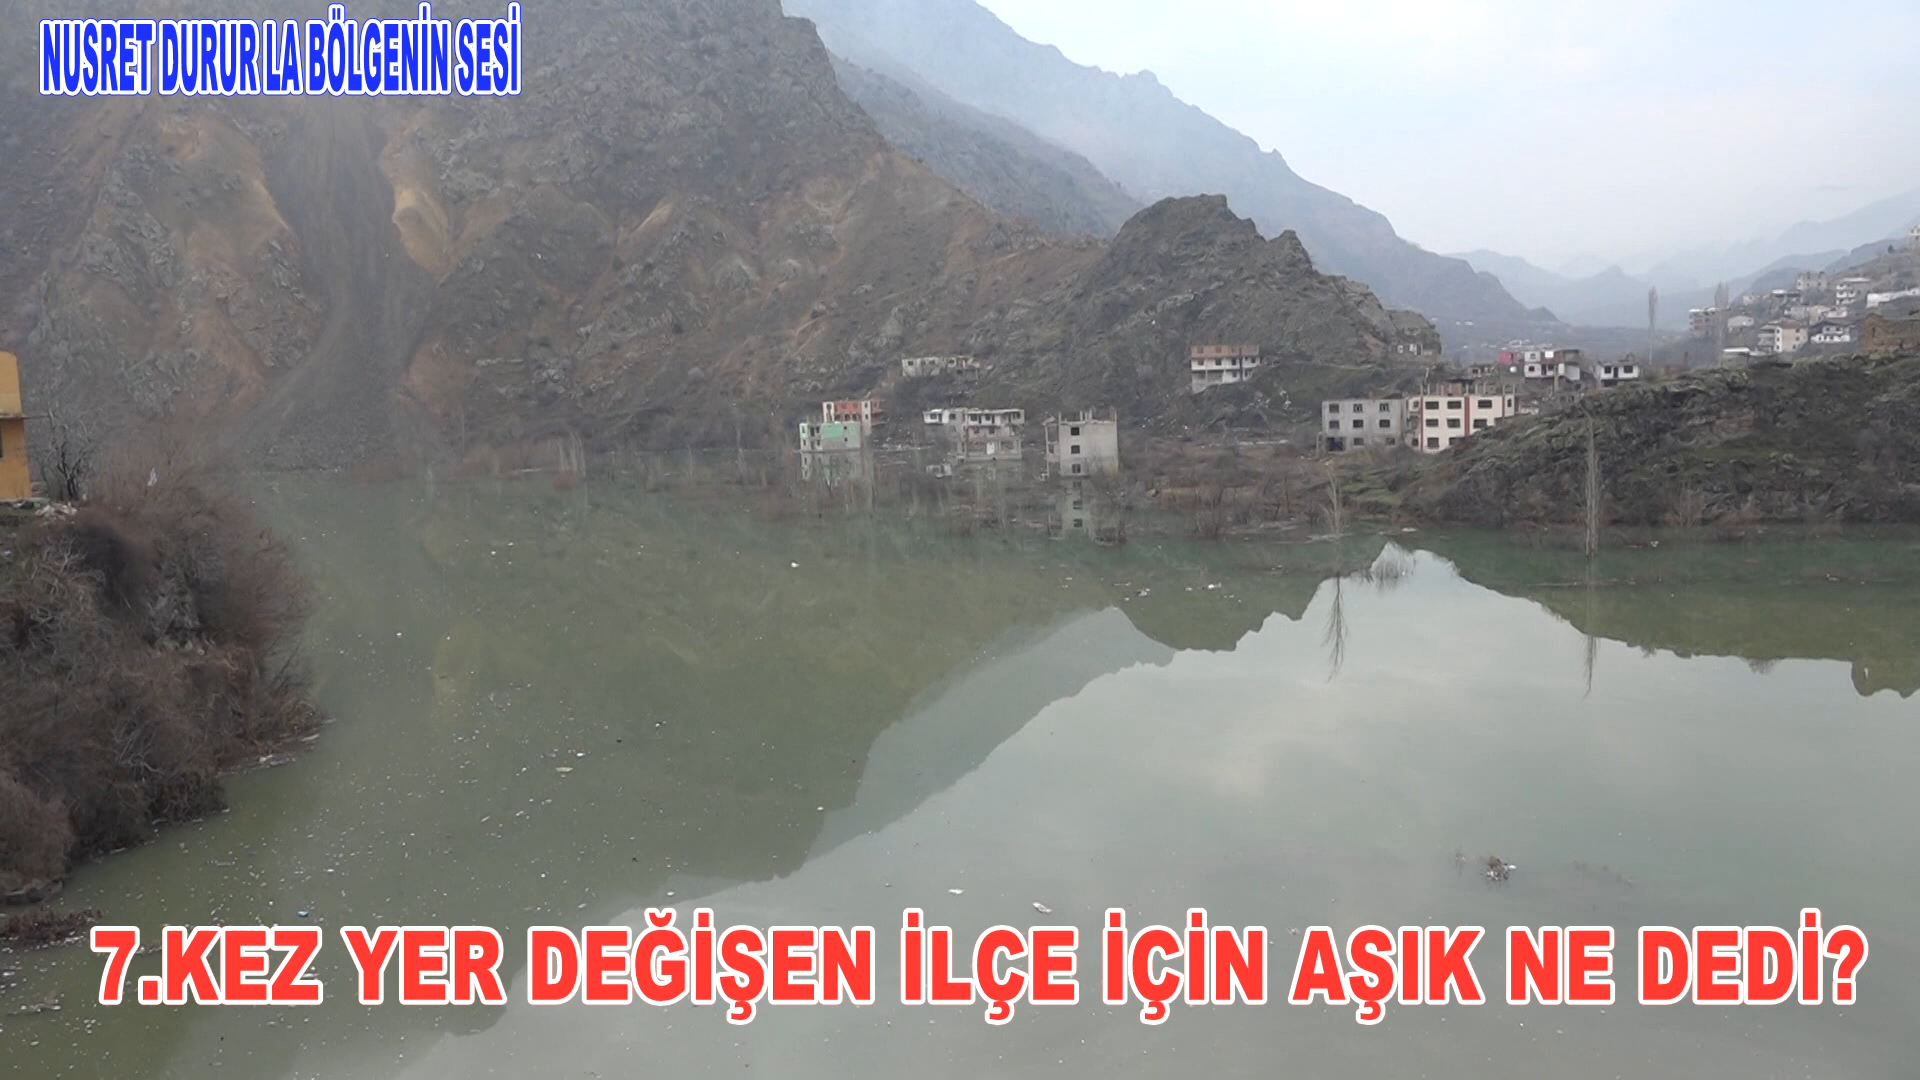 NUSRET DURUR LA BÖLGENİN SESİ
7.KEZ YER DEĞİŞEN İLÇE İÇİN AŞIK NE DEDİ?